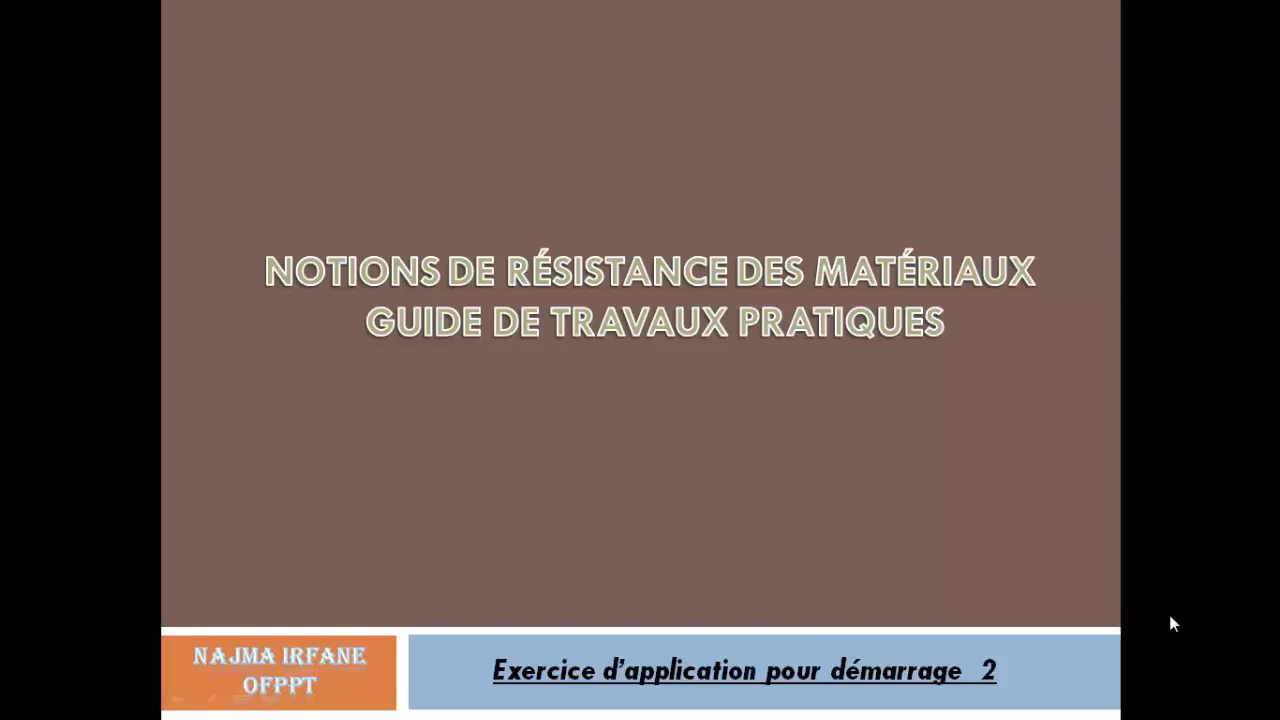 NOTIONS DE RÉSISTANCE DES MATÉRIAUX
GUIDE DE TRAVAUX PRATIQUES
NAJMA IRFANE
OFPPT
Exercice d’application pour démarrage 2